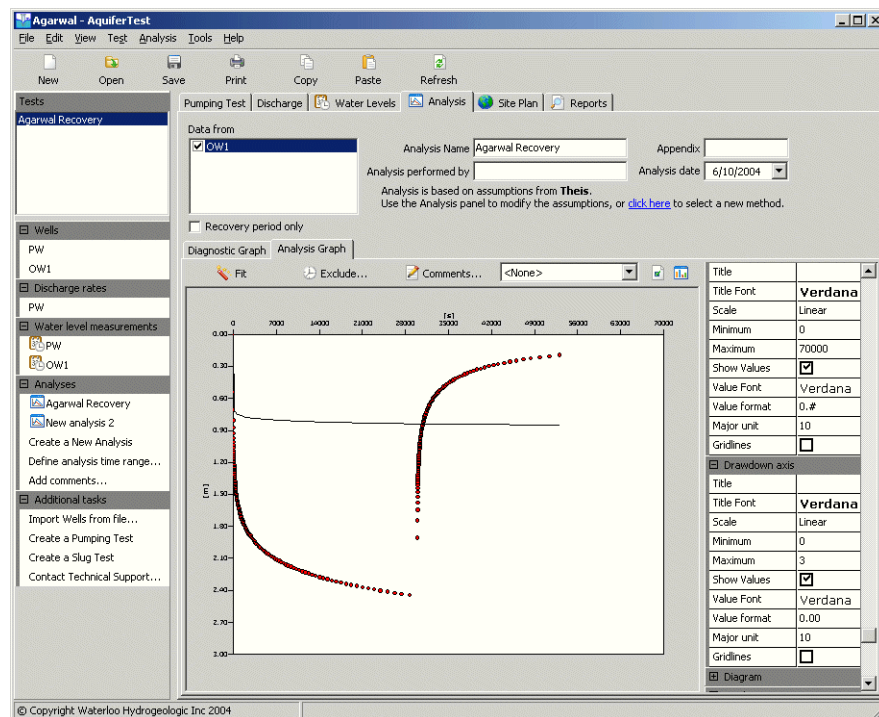 Agarwal - AquiferTest
File Edit View Test Analysis Tools Help
New Open Save Print Copy Paste Refresh
Tests
Agarwal Recovery
Wells
PW
OW1
Discharge rates
PW
Water level measurements
PW
OW1
Analyses
Agarwal Recovery
New analysis 2
Create a New Analysis
Define analysis time range...
Add comments...
Additional tasks
Import Wells from file...
Create a Pumping Test
Create a Slug Test
Contact Technical Support...
Pumping Test Discharge Water Levels Analysis Site Plan Reports
Data from
OW1
Recovery period only
Analysis Name Agarwal Recovery Appendix
Analysis performed by Analysis date 6/10/2004
Analysis is based on assumptions from Theis.
Use the Analysis panel to modify the assumptions, or click here to select a new method.
Diagnostic Graph Analysis Graph
Fit Exclude... Comments... <None>
[s]
0 7000 14000 21000 28000 35000 42000 49000 56000 63000 70000
[m]
0.00
0.30
0.60
0.90
1.20
1.50
1.80
2.10
2.40
2.70
3.00
Title
Title Font Verdana
Scale Linear
Minimum 0
Maximum 70000
Show Values
Value Font Verdana
Value format 0.#
Major unit 10
Gridlines
Drawdown axis
Title
Title Font Verdana
Scale Linear
Minimum 0
Maximum 3
Show Values
Value Font Verdana
Value format 0.00
Major unit 10
Gridlines
Diagram
© Copyright Waterloo Hydrogeologic Inc 2004